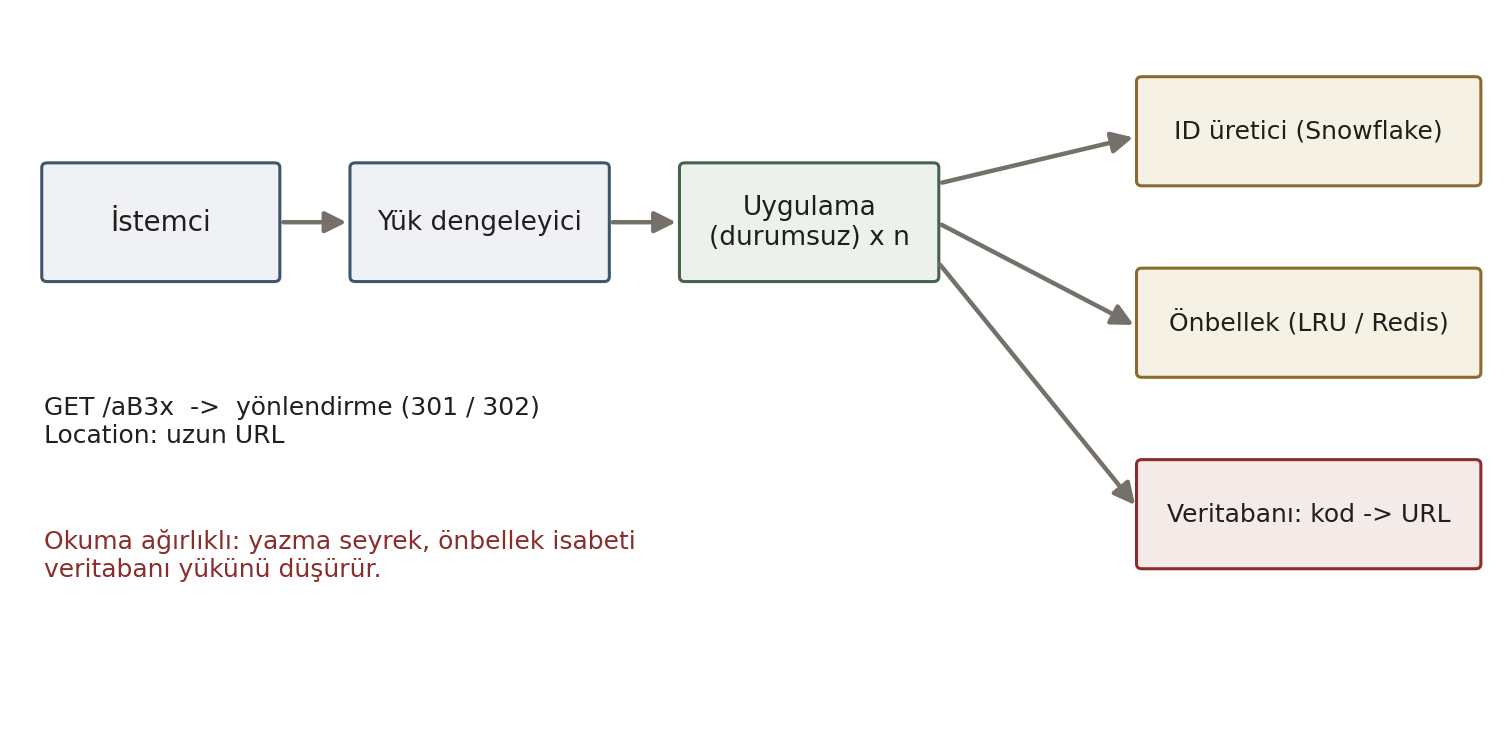 İstemci
Yük dengeleyici
Uygulama
(durumsuz) x n
ID üretici (Snowflake)
Önbellek (LRU / Redis)
Veritabanı: kod -> URL
GET /aB3x  ->  yönlendirme (301 / 302)
Location: uzun URL
Okuma ağırlıklı: yazma seyrek, önbellek isabeti
veritabanı yükünü düşürür.